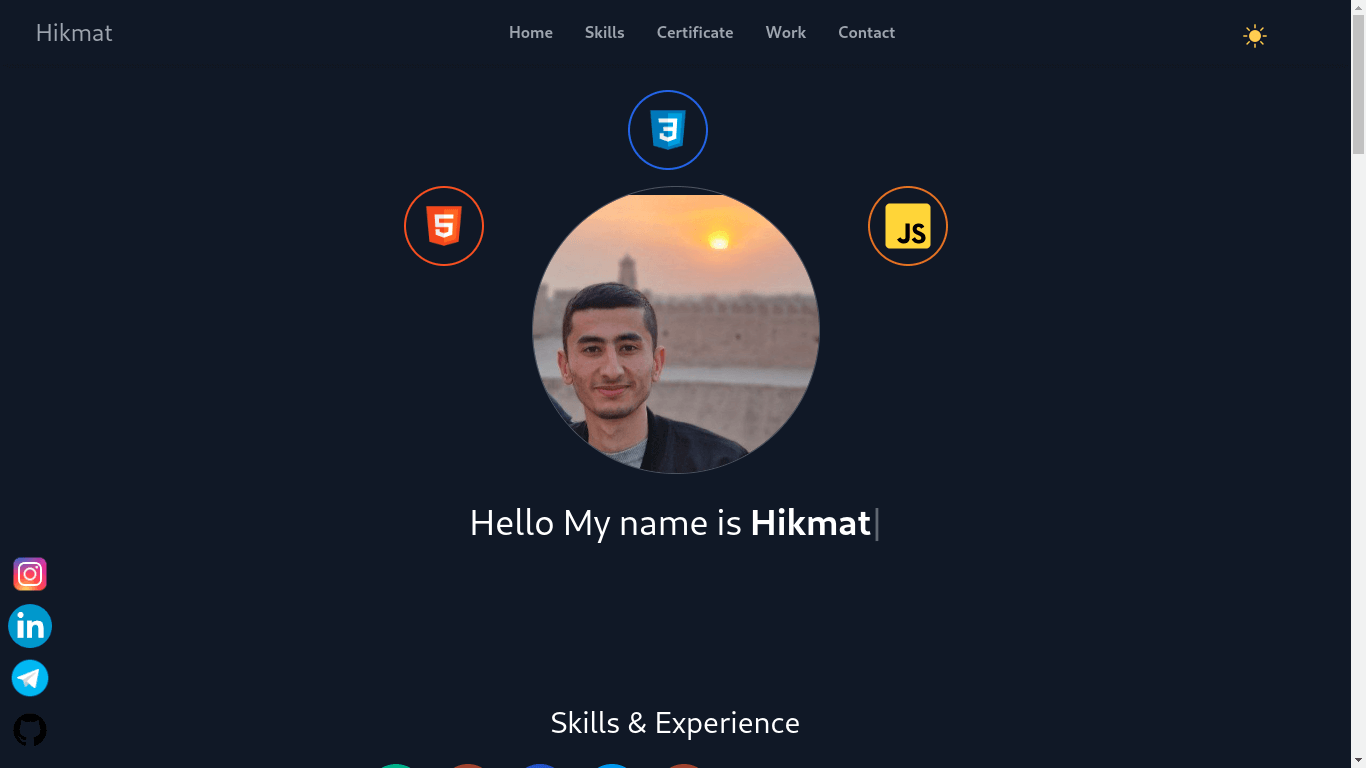 Hikmat
Home Skills Certificate Work Contact
3
5
JS
Hello My name is Hikmat
in
Skills & Experience